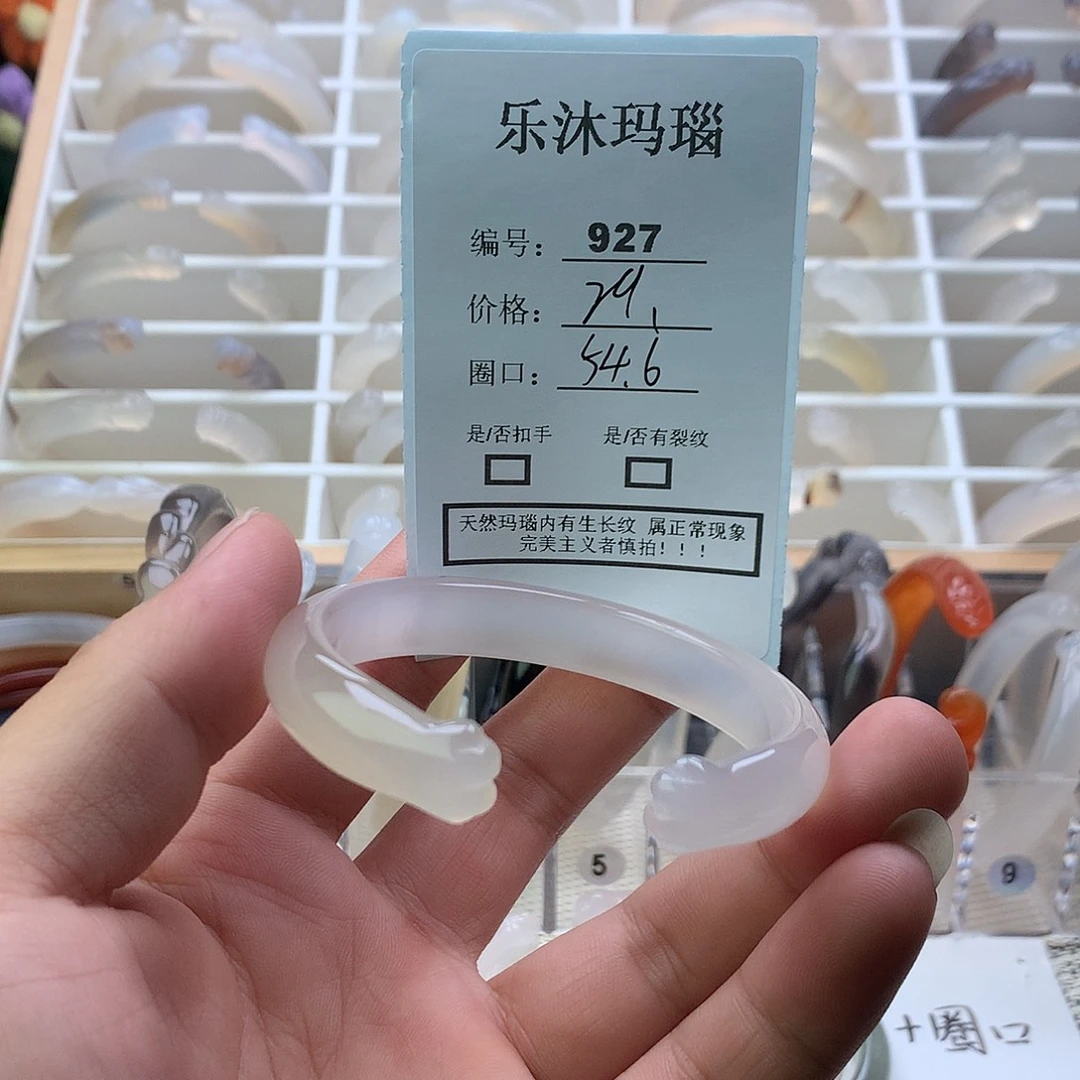 乐沐玛瑙
编号： 927
价格： 79.
圈口： 54.6
是/否扣手 是/否有裂纹
天然玛瑙内有生长纹 属正常现象
完美主义者慎拍！！！
5
9
+圈口